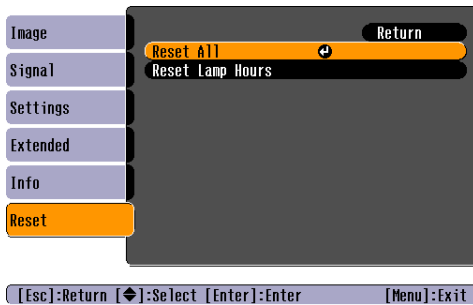 Image
Signal
Settings
Extended
Info
Reset
Return
Reset All
Reset Lamp Hours
[Esc]:Return [◆]:Select [Enter]:Enter [Menu]:Exit